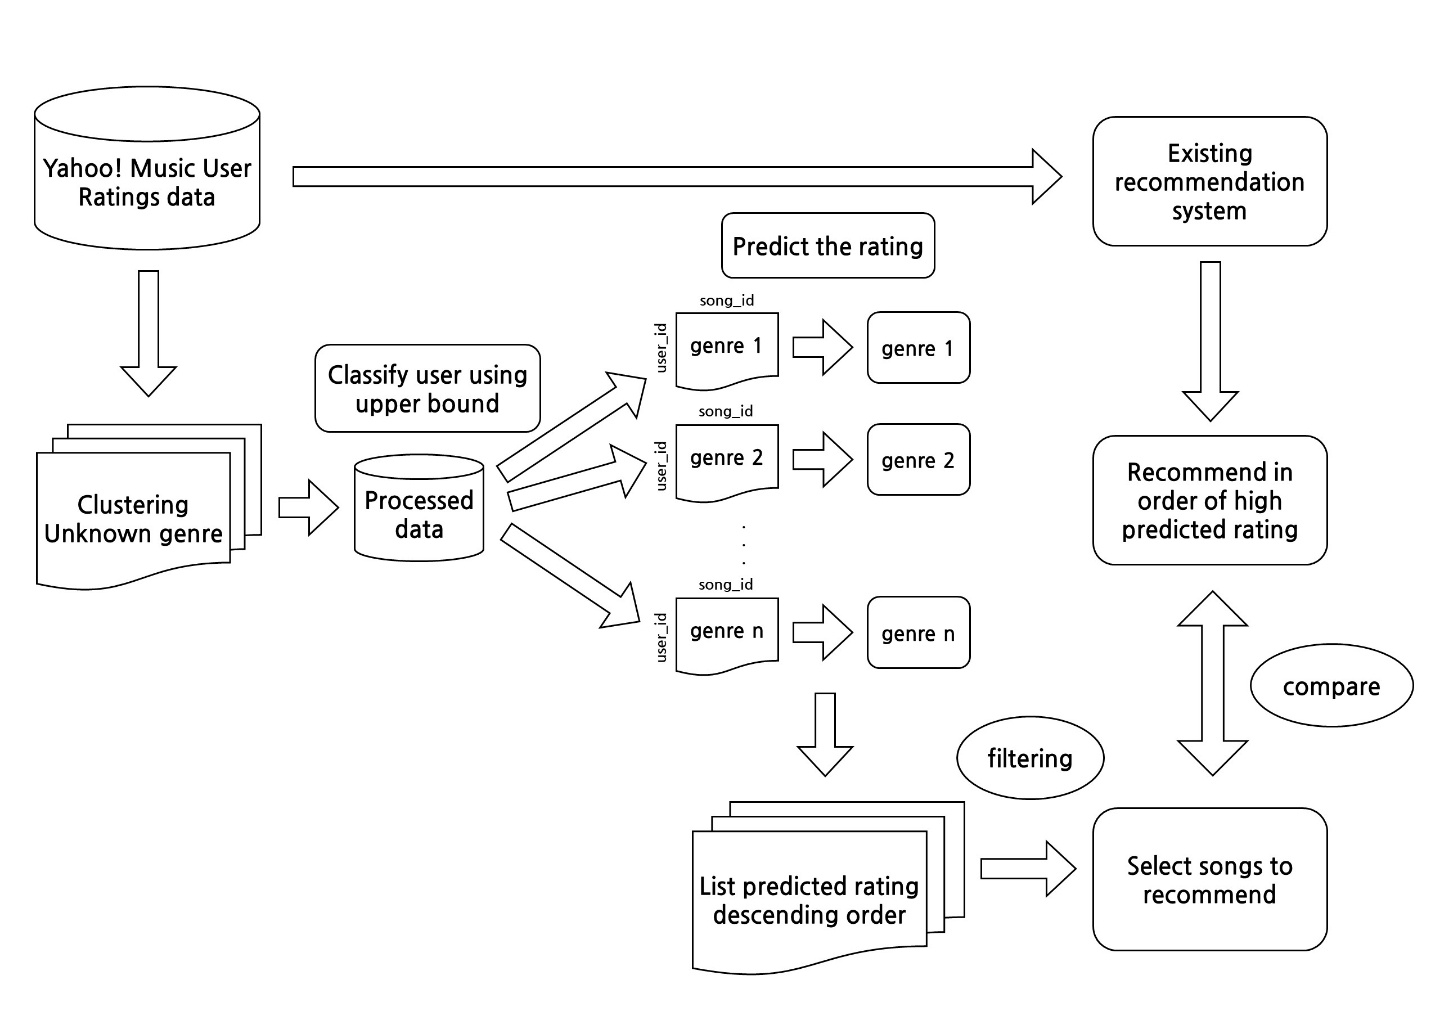 Yahoo! Music User
Ratings data
Existing
recommendation
system
Predict the rating
Classify user using
upper bound
song_id
user_id
genre 1
genre 1
song_id
user_id
genre 2
genre 2
.
.
.
song_id
user_id
genre n
genre n
Clustering
Unknown genre
Processed
data
Recommend in
order of high
predicted rating
compare
filtering
List predicted rating
descending order
Select songs to
recommend